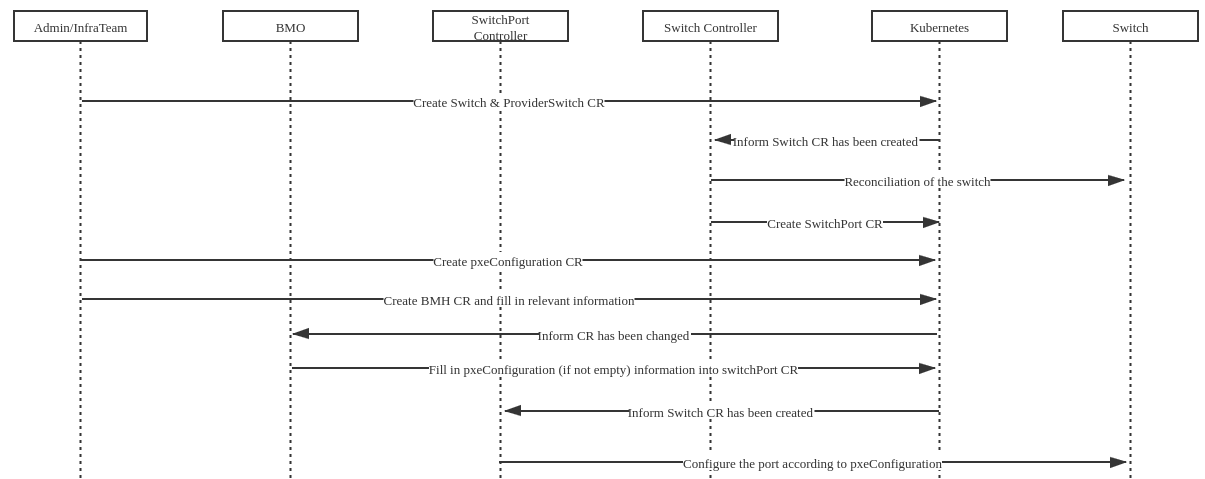 Admin/InfraTeam
BMO
SwitchPort
Controller
Switch Controller
Kubernetes
Switch
Create Switch & ProviderSwitch CR
Inform Switch CR has been created
Reconciliation of the switch
Create SwitchPort CR
Create pxeConfiguration CR
Create BMH CR and fill in relevant information
Inform CR has been changed
Fill in pxeConfiguration (if not empty) information into switchPort CR
Inform Switch CR has been created
Configure the port according to pxeConfiguration